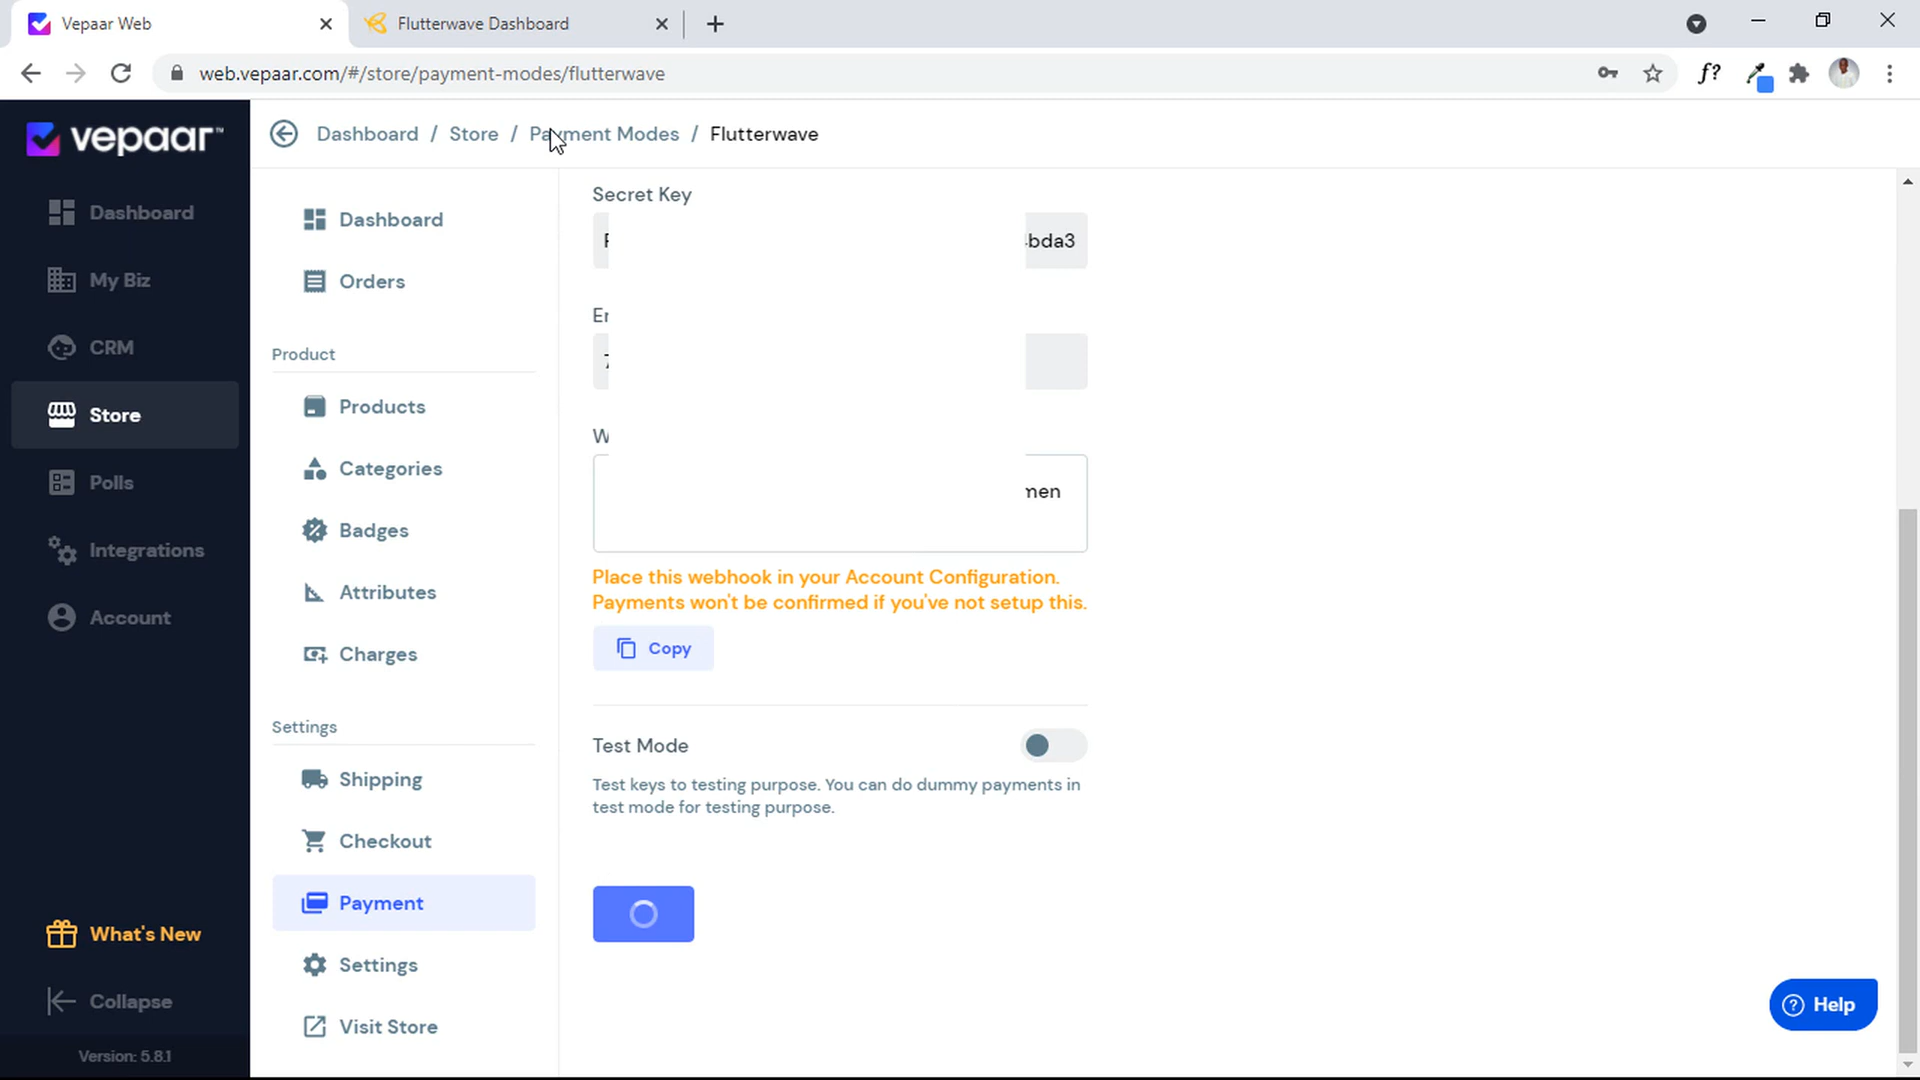 Vepaar Web
Flutterwave Dashboard
web.vepaar.com/#/store/payment-modes/flutterwave
f?
vepaar™
Dashboard / Store / Payment Modes / Flutterwave
Dashboard
My Biz
CRM
Store
Polls
Integrations
Account
What's New
Collapse
Version: 5.8.1
Dashboard
Orders
Product
Products
Categories
Badges
Attributes
Charges
Settings
Shipping
Checkout
Payment
Settings
Visit Store
Secret Key
bda3
men
Place this webhook in your Account Configuration.
Payments won't be confirmed if you've not setup this.
Copy
Test Mode
Test keys to testing purpose. You can do dummy payments in
test mode for testing purpose.
Help